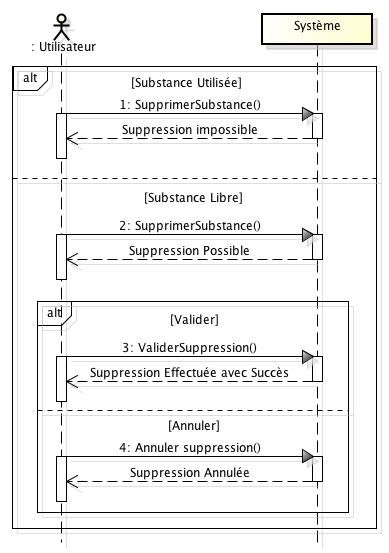 : Utilisateur
Système
alt
[Substance Utilisée]
1: SupprimerSubstance()
Suppression impossible
[Substance Libre]
2: SupprimerSubstance()
Suppression Possible
alt
[Valider]
3: ValiderSuppression()
Suppression Effectuée avec Succès
[Annuler]
4: Annuler suppression()
Suppression Annulée